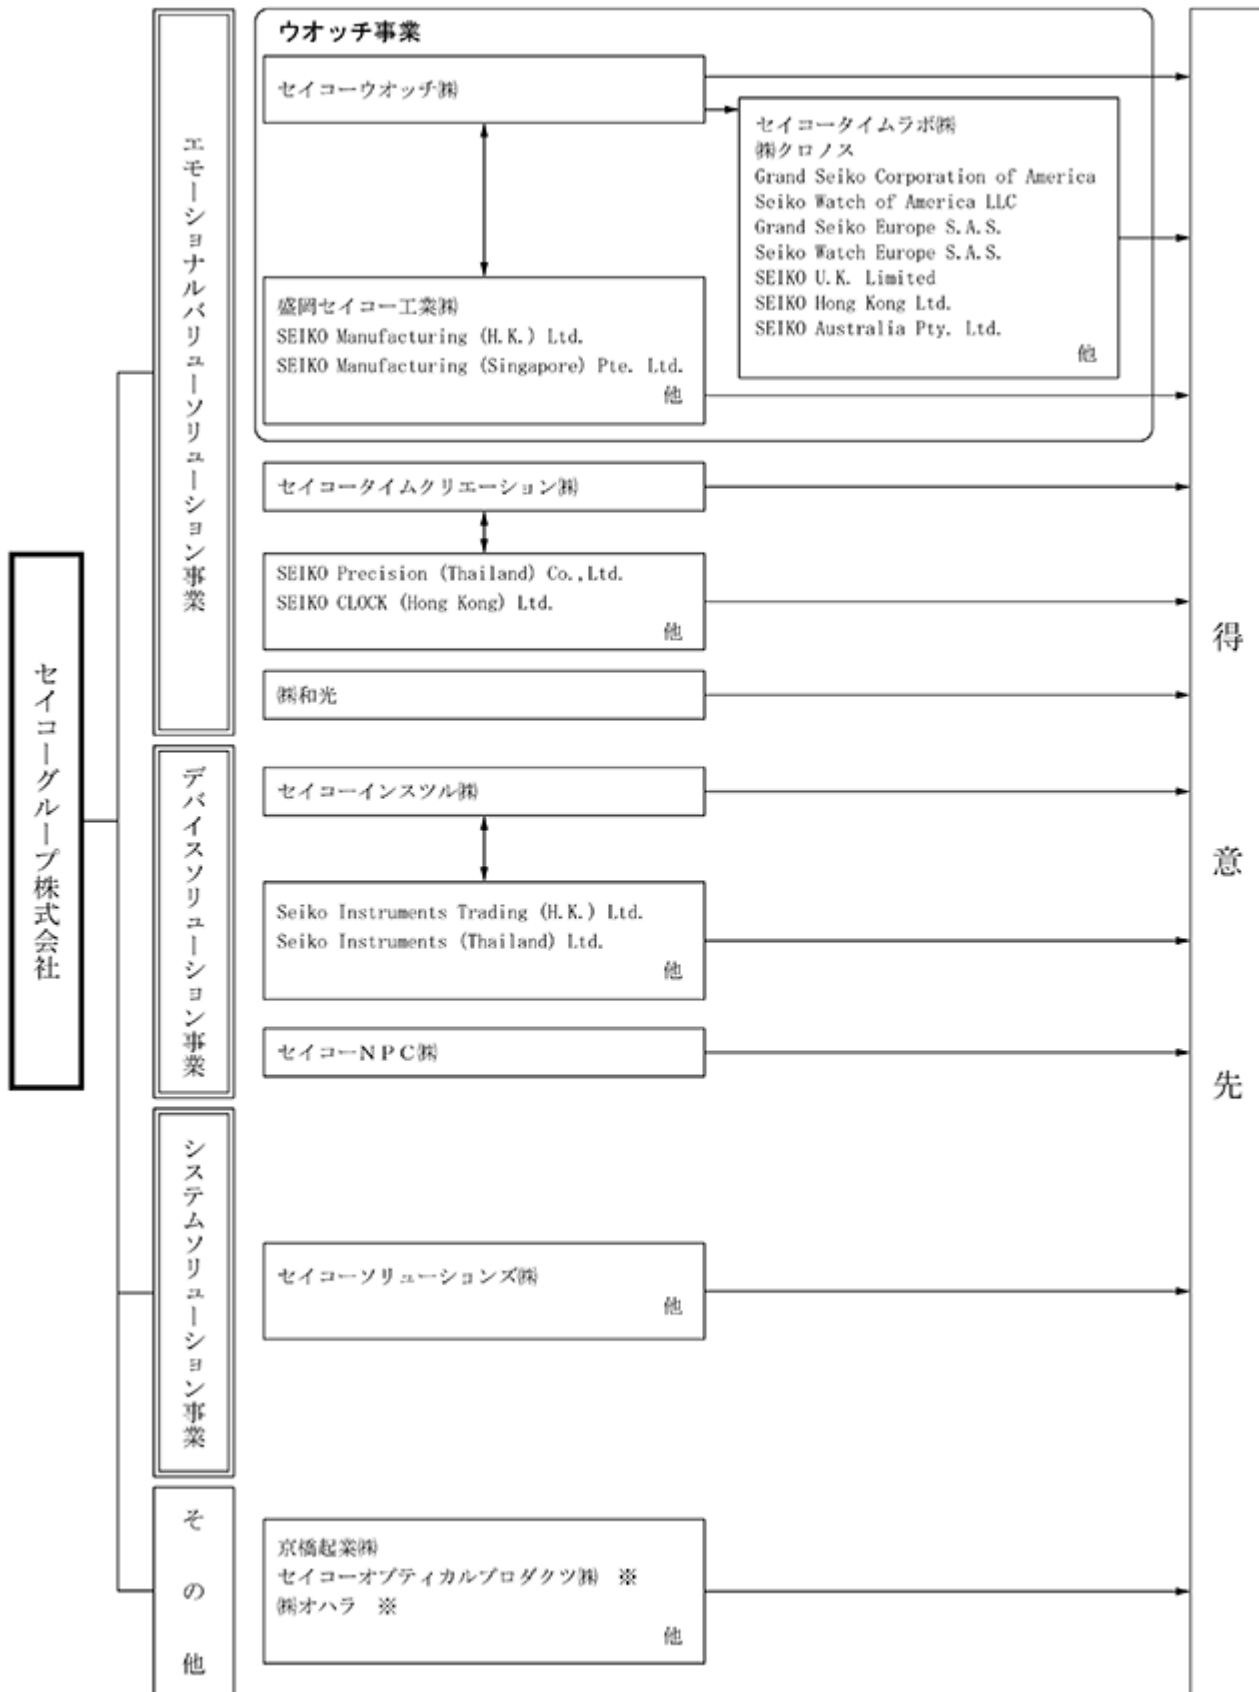 セイコーグループ株式会社
エモーショナルバリューソリューション事業
ウオッチ事業
セイコーウオッチ㈱
セイコータイムラボ㈱
㈱クロノス
Grand Seiko Corporation of America
Seiko Watch of America LLC
Grand Seiko Europe S.A.S.
Seiko Watch Europe S.A.S.
SEIKO U.K. Limited
SEIKO Hong Kong Ltd.
SEIKO Australia Pty. Ltd.
他
盛岡セイコー工業㈱
SEIKO Manufacturing (H.K.) Ltd.
SEIKO Manufacturing (Singapore) Pte. Ltd.
他
セイコータイムクリエーション㈱
SEIKO Precision (Thailand) Co.,Ltd.
SEIKO CLOCK (Hong Kong) Ltd.
他
㈱和光
デバイスソリューション事業
セイコーインスツル㈱
Seiko Instruments Trading (H.K.) Ltd.
Seiko Instruments (Thailand) Ltd.
他
セイコーＮＰＣ㈱
システムソリューション事業
セイコーソリューションズ㈱
他
その他
京橋起業㈱
セイコーオプティカルプロダクツ㈱　※
㈱オハラ　※
他
得意先